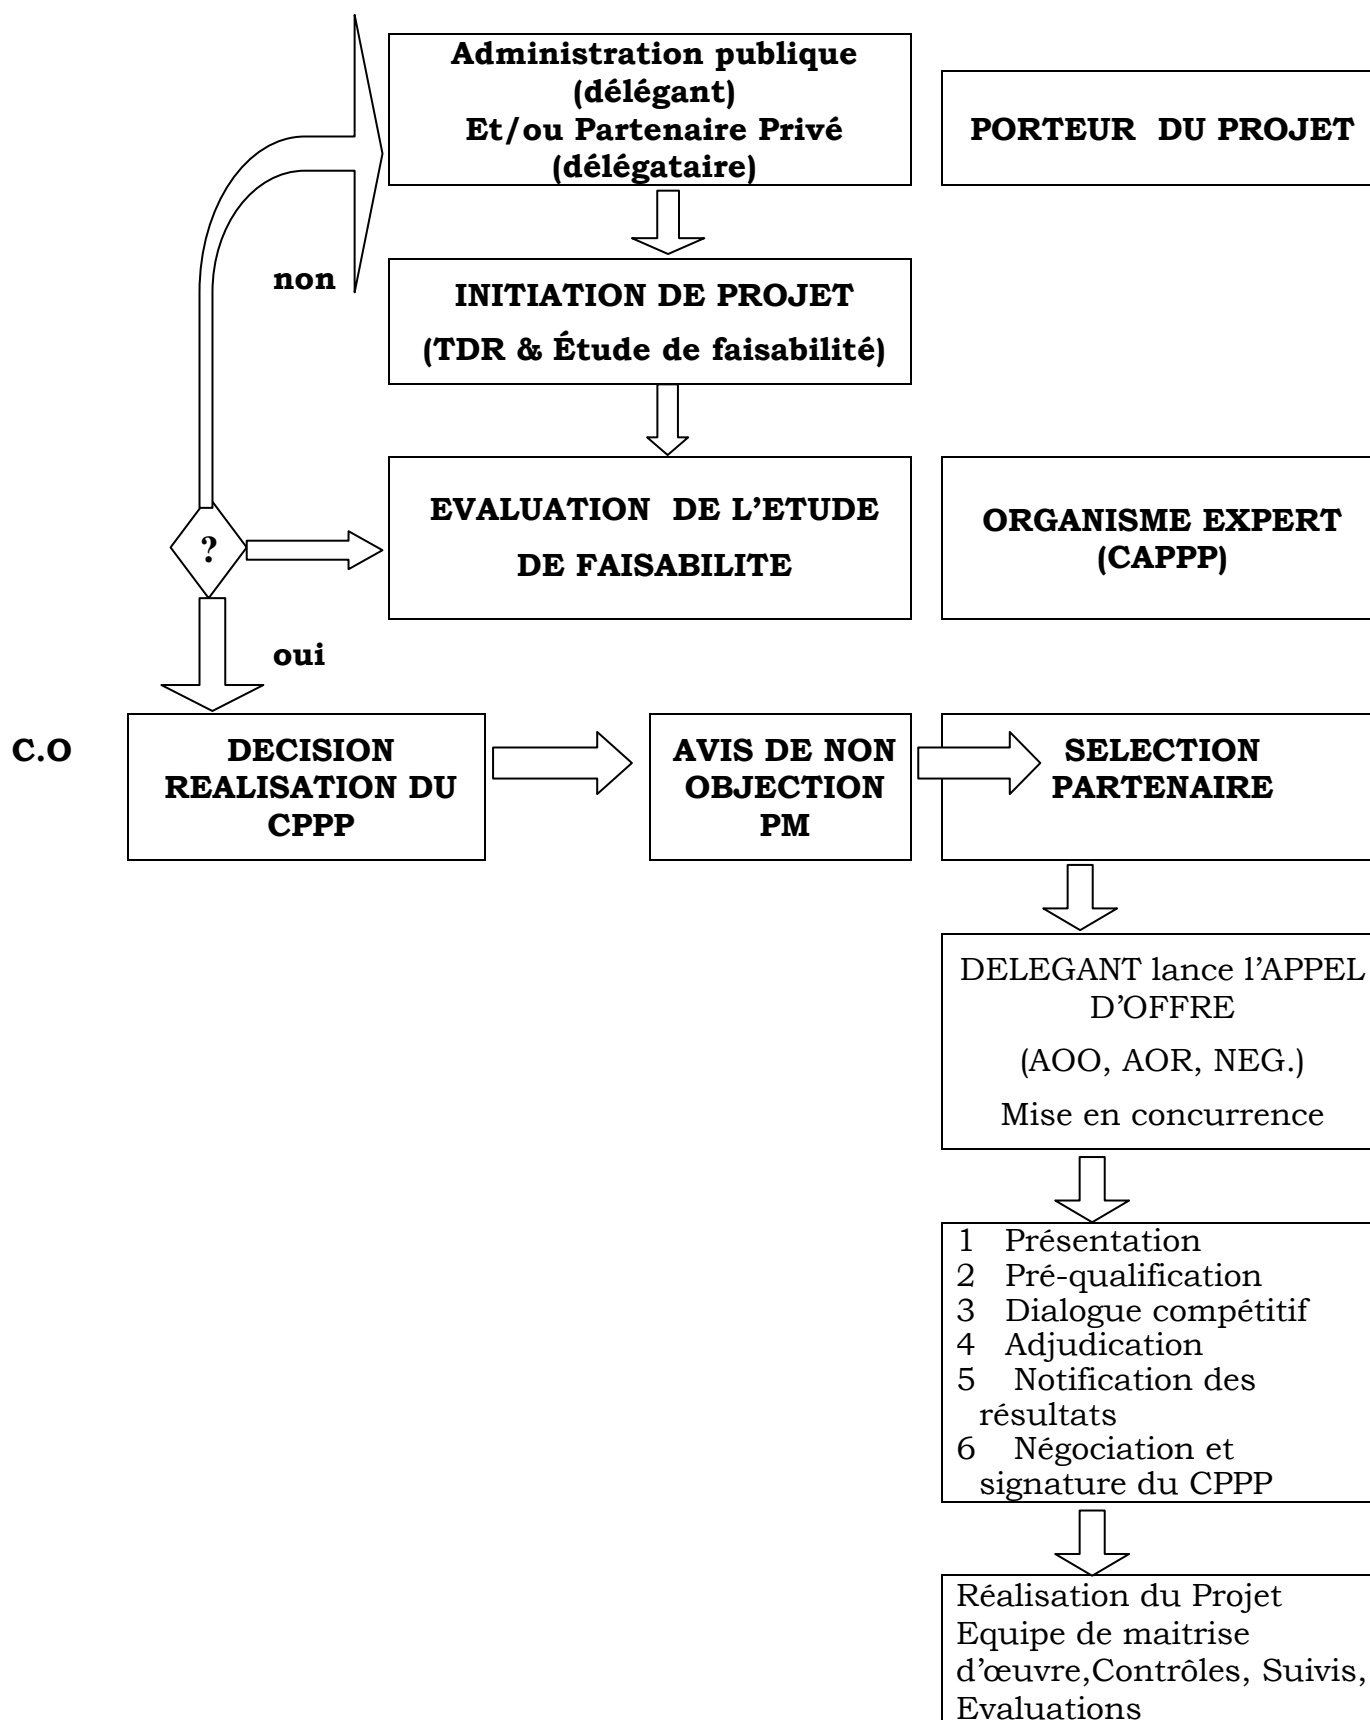 Administration publique
(délégant)
Et/ou Partenaire Privé
(délégataire)
PORTEUR DU PROJET
non
INITIATION DE PROJET
(TDR & Étude de faisabilité)
EVALUATION DE L’ETUDE
DE FAISABILITE
ORGANISME EXPERT
(CAPPP)
?
oui
C.O
DECISION
REALISATION DU
CPPP
AVIS DE NON
OBJECTION
PM
SELECTION
PARTENAIRE
DELEGANT lance l’APPEL
D’OFFRE
(AOO, AOR, NEG.)
Mise en concurrence
1 Présentation
2 Pré-qualification
3 Dialogue compétitif
4 Adjudication
5 Notification des
résultats
6 Négociation et
signature du CPPP
Réalisation du Projet
Equipe de maitrise
d’œuvre,Contrôles, Suivis,
Evaluations